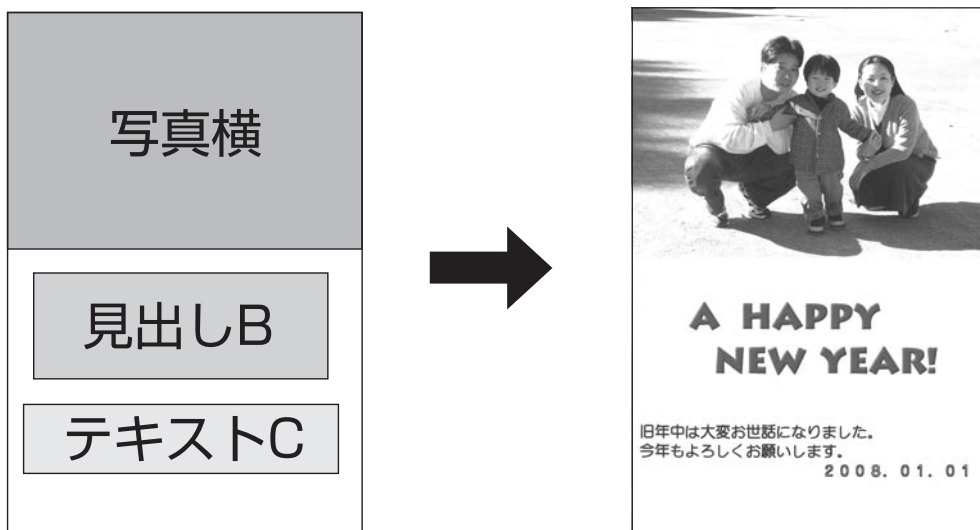 写真横
見出しB
テキストC
A HAPPY
NEW YEAR!
旧年中は大変お世話になりました。
今年もよろしくお願いします。
2008. 01. 01